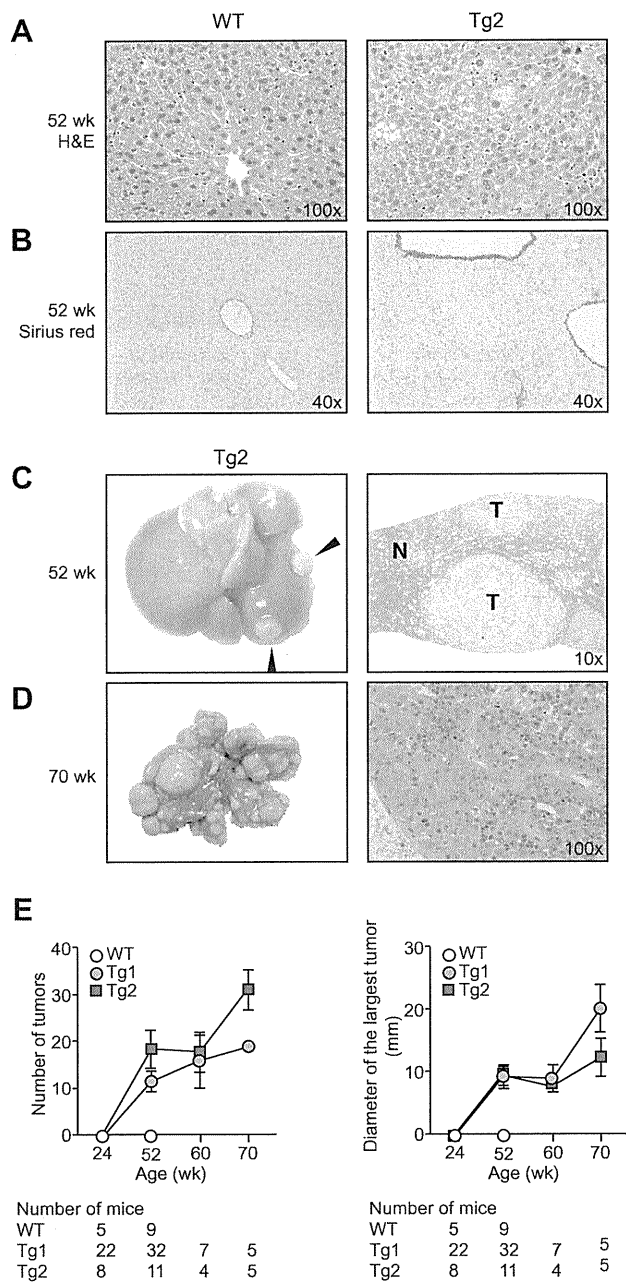 A
WT
Tg2
52 wk
H&E
100x
100x
B
52 wk
Sirius red
40x
40x
C
Tg2
52 wk
N
T
T
10x
D
70 wk
100x
E
Number of tumors
40
30
20
10
0
WT
Tg1
Tg2
24 52 60 70
Age (wk)
Diameter of the largest tumor
(mm)
30
20
10
0
WT
Tg1
Tg2
24 52 60 70
Age (wk)
Number of mice
WT 5 9
Tg1 22 32 7 5
Tg2 8 11 4 5
Number of mice
WT 5 9
Tg1 22 32 7 5
Tg2 8 11 4 5